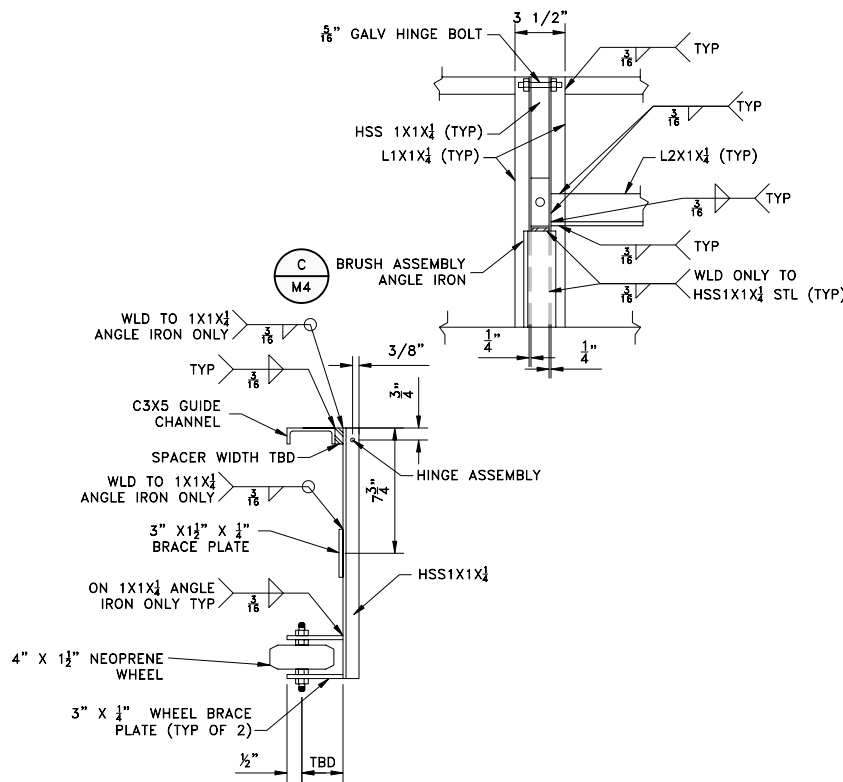 3 1/2"
5/16" GALV HINGE BOLT
3/16
TYP
3/16
TYP
HSS 1X1X1/4 (TYP)
L1X1X1/4 (TYP)
L2X1X1/4 (TYP)
3/16
TYP
3/16
TYP
BRUSH ASSEMBLY
ANGLE IRON
3/16
WLD ONLY TO
HSS1X1X1/4 STL (TYP)
1/4"
1/4"
C
M4
WLD TO 1X1X1/4
ANGLE IRON ONLY
3/16
3/8"
TYP
3/16
3/4"
C3X5 GUIDE
CHANNEL
SPACER WIDTH TBD
HINGE ASSEMBLY
WLD TO 1X1X1/4
ANGLE IRON ONLY
3/16
7 3/4"
3" X1 1/2" X 1/4"
BRACE PLATE
HSS1X1X1/4
ON 1X1X1/4 ANGLE
IRON ONLY TYP
3/16
4" X 1 1/2" NEOPRENE
WHEEL
3" X 1/4" WHEEL BRACE
PLATE (TYP OF 2)
1/2"
TBD